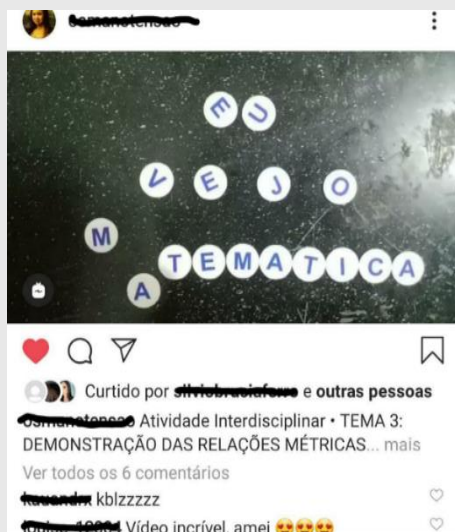 EU
VEJO
MATEMATICA
Curtido por e outras pessoas
Atividade Interdisciplinar • TEMA 3:
DEMONSTRAÇÃO DAS RELAÇÕES MÉTRICAS... mais
Ver todos os 6 comentários
kblzzzzz
Vídeo incrível, amei 😍😍😍